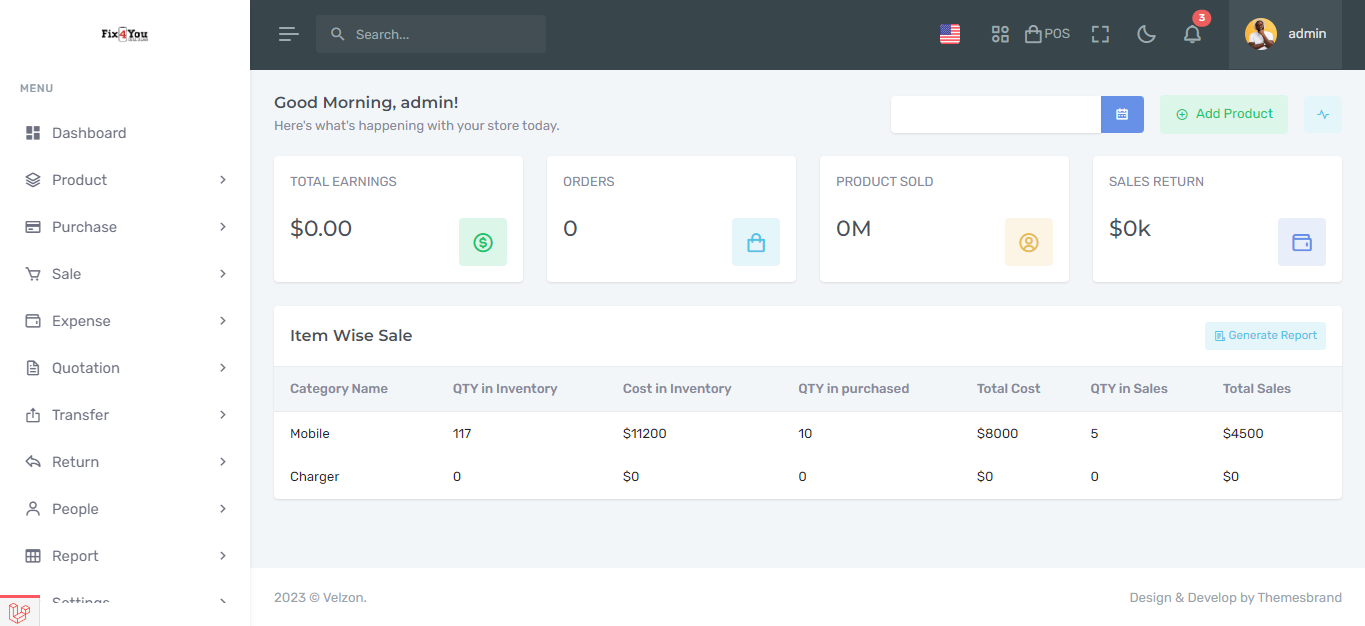 Fix4You
Search...
POS
3
admin
MENU
Dashboard
Product
Purchase
Sale
Expense
Quotation
Transfer
Return
People
Report
Settings
Good Morning, admin!
Here's what's happening with your store today.
Add Product
TOTAL EARNINGS
$0.00
ORDERS
0
PRODUCT SOLD
0M
SALES RETURN
$0k
Item Wise Sale
Generate Report
Category Name QTY in Inventory Cost in Inventory QTY in purchased Total Cost QTY in Sales Total Sales
Mobile 117 $11200 10 $8000 5 $4500
Charger 0 $0 0 $0 0 $0
2023 © Velzon.
Design & Develop by Themesbrand